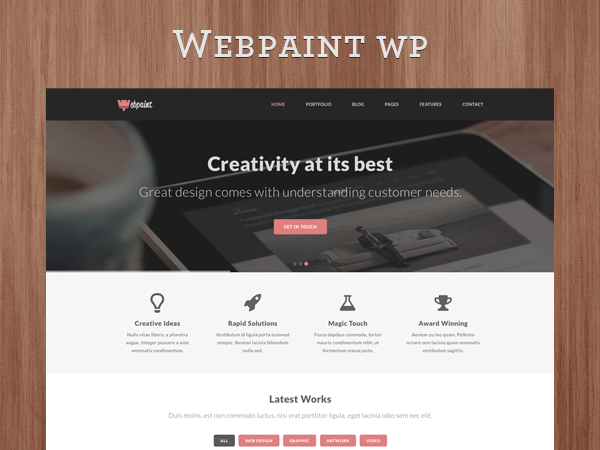 Webpaint wp
Webpaint
HOME PORTFOLIO BLOG PAGES FEATURES CONTACT
Creativity at its best
Great design comes with understanding customer needs.
GET IN TOUCH
Creative Ideas Rapid Solutions Magic Touch Award Winning
Nulla vitae libero, a pharetra Vestibulum id ligula porta euismod Fusce dapibus commodo, tortor Aenean eu leo quam. Pellente
augue. Integer posuere a ante semper. Aenean lacinia bibendum mauris condimentum nibh, ut ornare sem lacinia quam venenatis
venenatis condimentum. nulla sed. fermentum massa justo. vestibulum sagittis.
Latest Works
Duis mollis, est non commodo luctus, nisi erat porttitor ligula, eget lacinia odio sem nec elit.
ALL WEB DESIGN GRAPHIC ARTWORK VIDEO